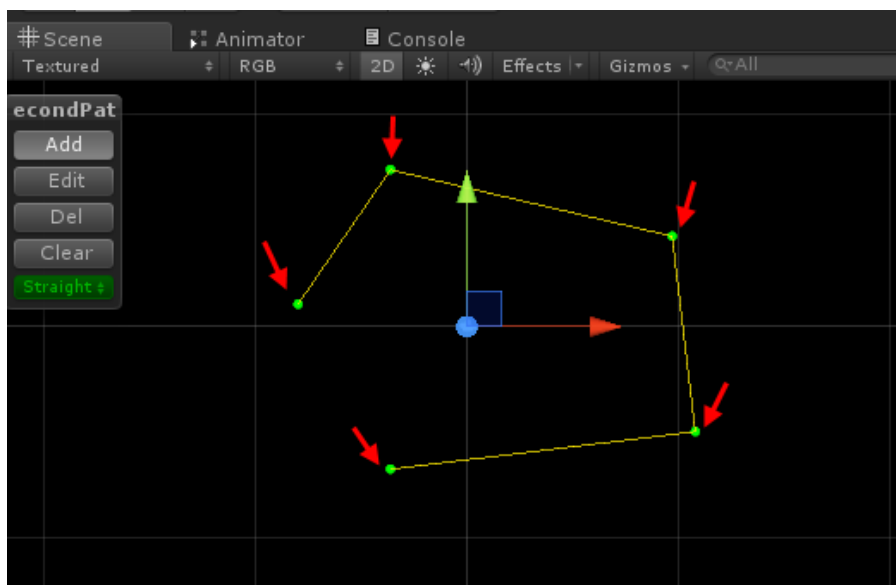 Scene Animator Console
Textured RGB 2D Effects Gizmos All
econdPat
Add
Edit
Del
Clear
Straight